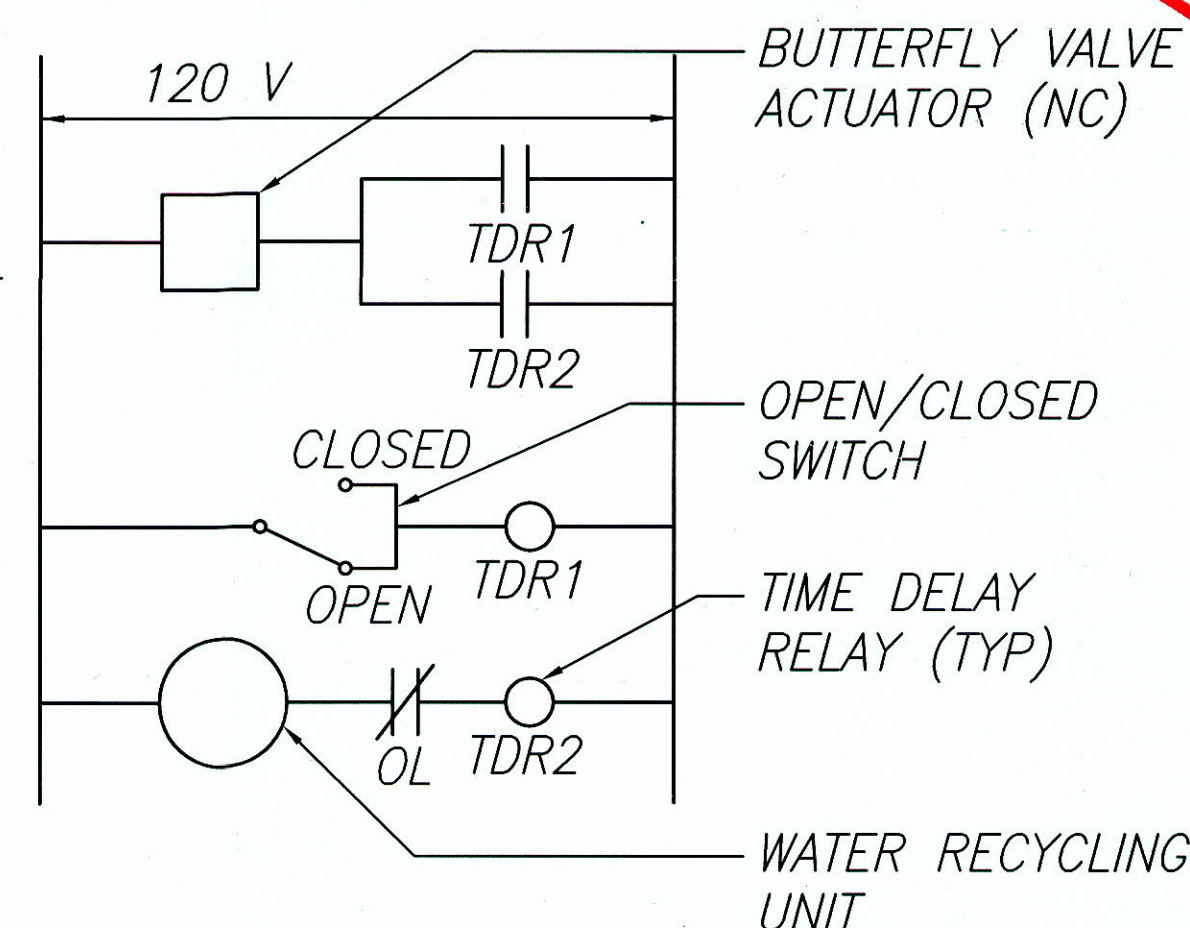 BUTTERFLY VALVE
ACTUATOR (NC)
120 V
TDR1
TDR2
OPEN/CLOSED
SWITCH
CLOSED
OPEN
TDR1
TIME DELAY
RELAY (TYP)
OL
TDR2
WATER RECYCLING
UNIT